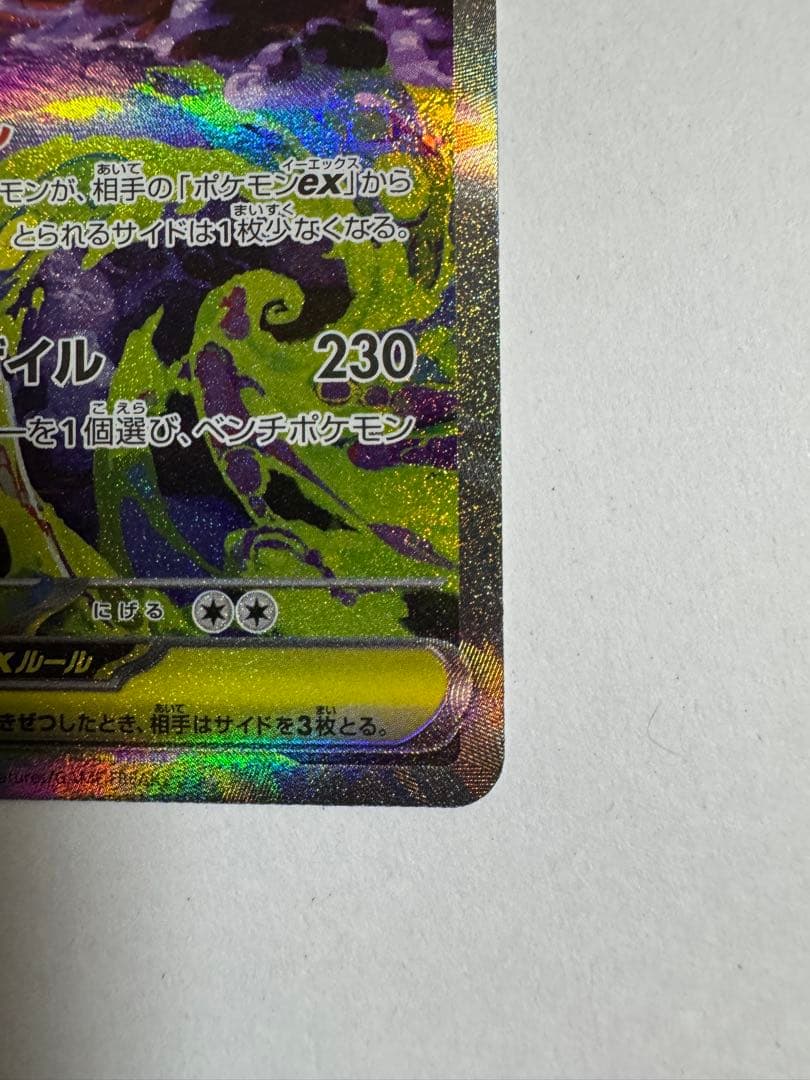 モンが、相手の「ポケモンex」から
とられるサイドは1枚少なくなる。
イル 230
ーを1個選び、ベンチポケモン
にげる
xルール
きぜつしたとき、相手はサイドを3枚とる。